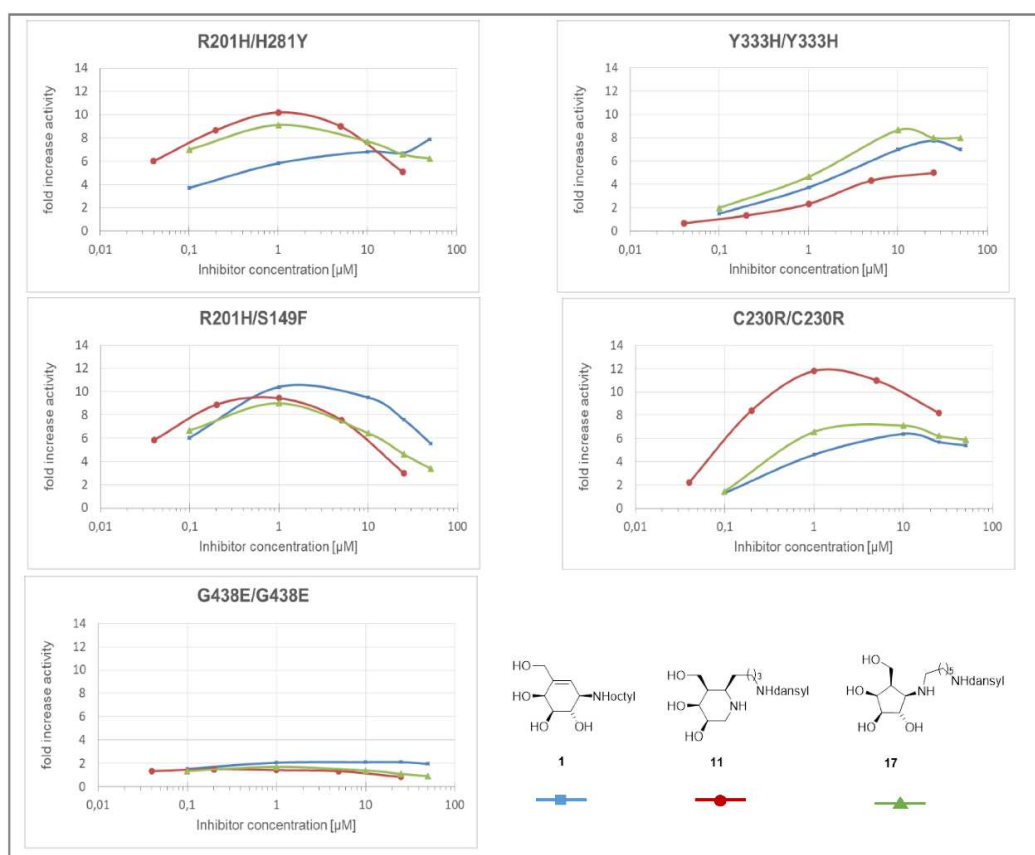 R201H/H281Y
fold increase activity
14
12
10
8
6
4
2
0
0,01 0,1 1 10 100
Inhibitor concentration [µM]
Y333H/Y333H
fold increase activity
14
12
10
8
6
4
2
0
0,01 0,1 1 10 100
Inhibitor concentration [µM]
R201H/S149F
fold increase activity
14
12
10
8
6
4
2
0
0,01 0,1 1 10 100
Inhibitor concentration [µM]
C230R/C230R
fold increase activity
14
12
10
8
6
4
2
0
0,01 0,1 1 10 100
Inhibitor concentration [µM]
G438E/G438E
fold increase activity
14
12
10
8
6
4
2
0
0,01 0,1 1 10 100
Inhibitor concentration [µM]
HO
HO
NHoctyl
HO
OH
1
HO
3
NHdansyl
HO
NH
HO
11
HO
5
NHdansyl
HO
NH
HO
OH
17